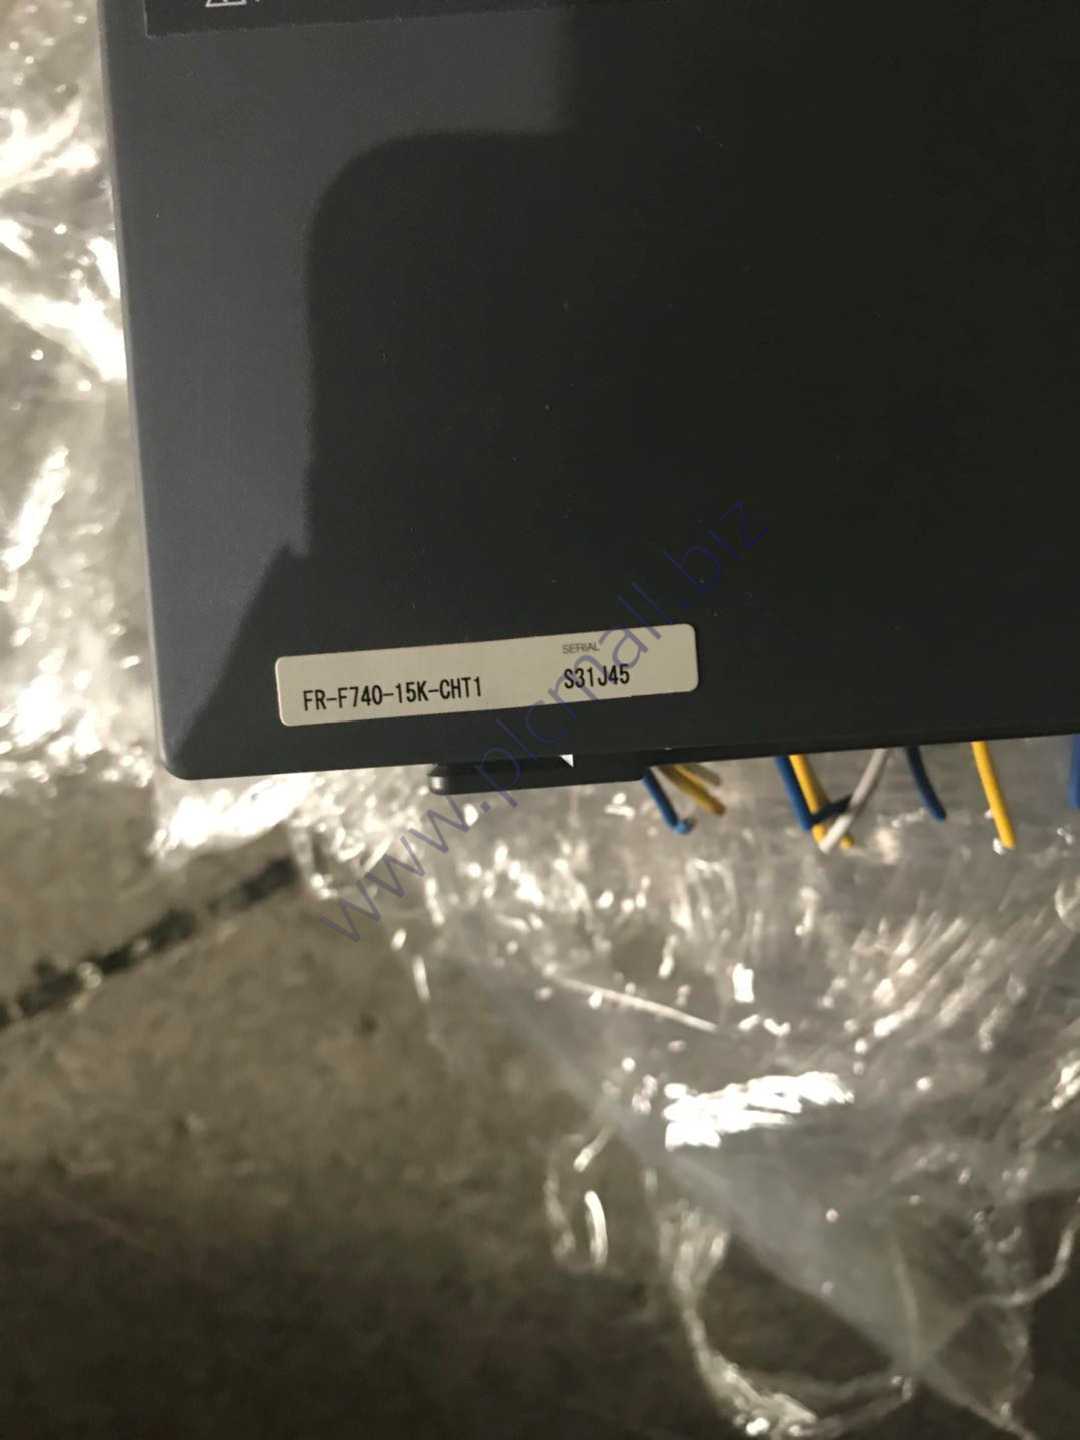 SERIAL
FR-F740-15K-CHT1 S31J45
www.plcmall.biz